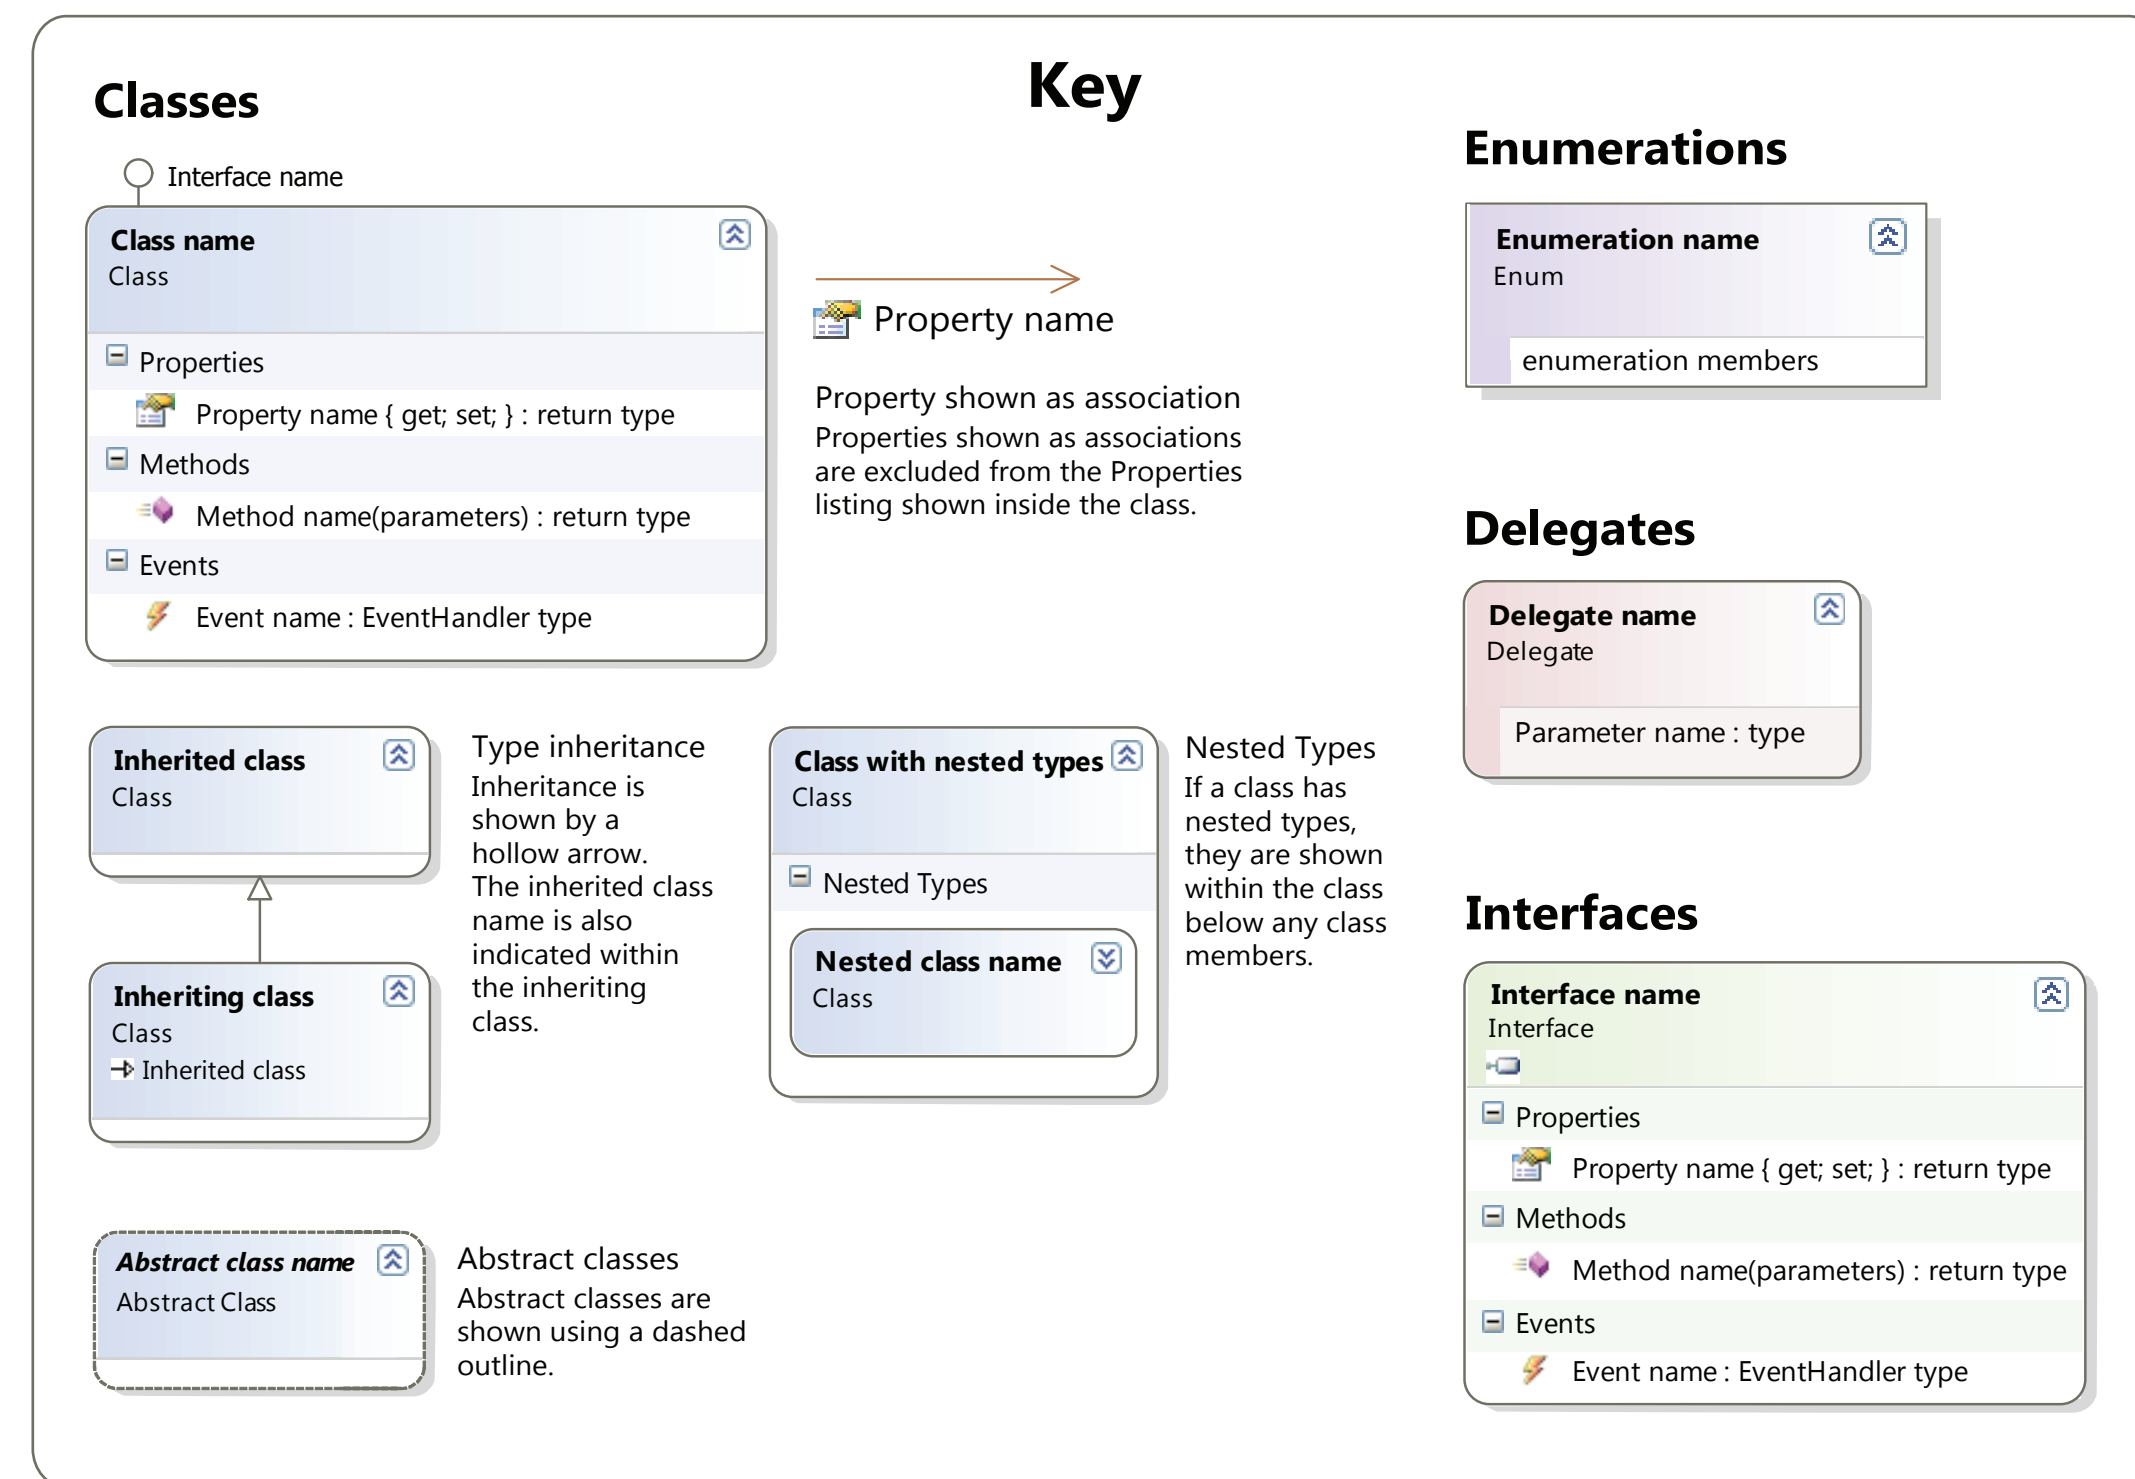 Key
Classes
Interface name
Class name
Class
Properties
Property name { get; set; } : return type
Methods
Method name(parameters) : return type
Events
Event name : EventHandler type
Property name
Property shown as association
Properties shown as associations
are excluded from the Properties
listing shown inside the class.
Inherited class
Class
Inheriting class
Class
Inherited class
Type inheritance
Inheritance is
shown by a
hollow arrow.
The inherited class
name is also
indicated within
the inheriting
class.
Class with nested types
Class
Nested Types
Nested class name
Class
Nested Types
If a class has
nested types,
they are shown
within the class
below any class
members.
Abstract class name
Abstract Class
Abstract classes
Abstract classes are
shown using a dashed
outline.
Enumerations
Enumeration name
Enum
enumeration members
Delegates
Delegate name
Delegate
Parameter name : type
Interfaces
Interface name
Interface
Properties
Property name { get; set; } : return type
Methods
Method name(parameters) : return type
Events
Event name : EventHandler type